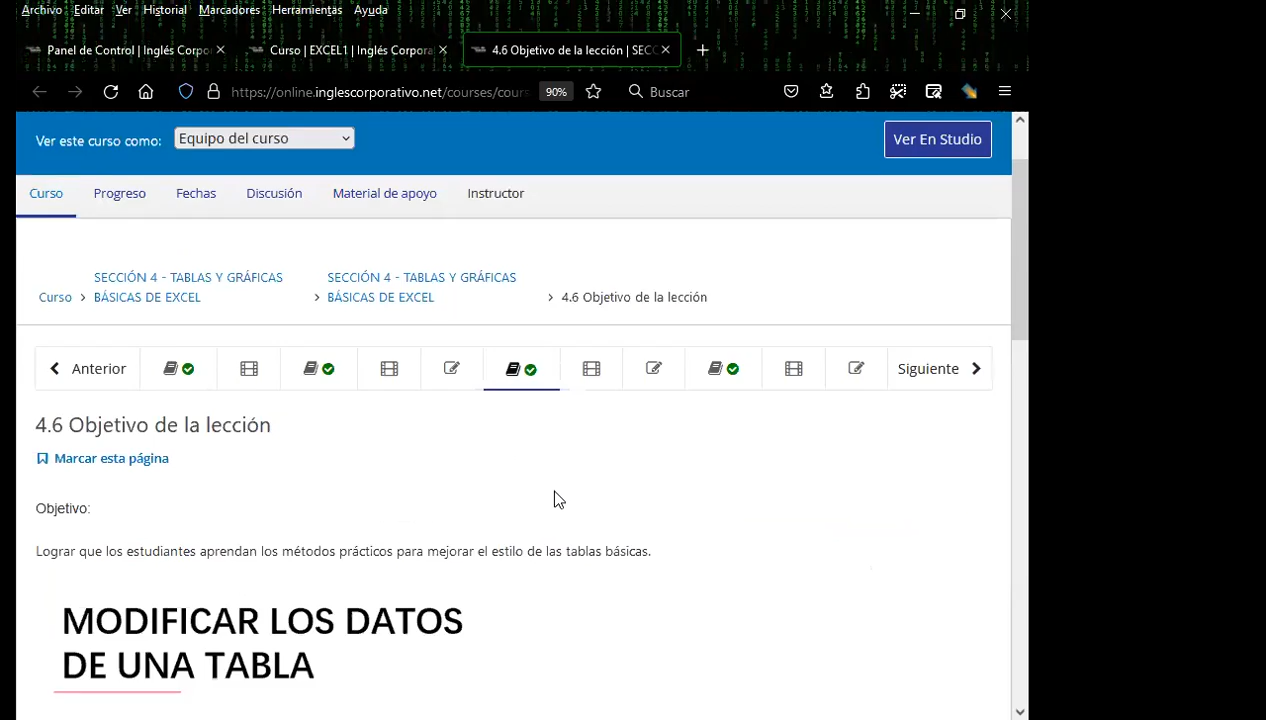 Archivo Editar Ver Historial Marcadores Herramientas Ayuda
Panel de Control | Inglés Corpor
Curso | EXCEL1 | Inglés Corpora
4.6 Objetivo de la lección | SECC
https://online.inglescorporativo.net/courses/cours
90%
Buscar
Ver este curso como:
Equipo del curso
Ver En Studio
Curso
Progreso
Fechas
Discusión
Material de apoyo
Instructor
Curso > SECCIÓN 4 - TABLAS Y GRÁFICAS
BÁSICAS DE EXCEL
> SECCIÓN 4 - TABLAS Y GRÁFICAS
BÁSICAS DE EXCEL
> 4.6 Objetivo de la lección
Anterior
Siguiente
4.6 Objetivo de la lección
Marcar esta página
Objetivo:
Lograr que los estudiantes aprendan los métodos prácticos para mejorar el estilo de las tablas básicas.
MODIFICAR LOS DATOS
DE UNA TABLA